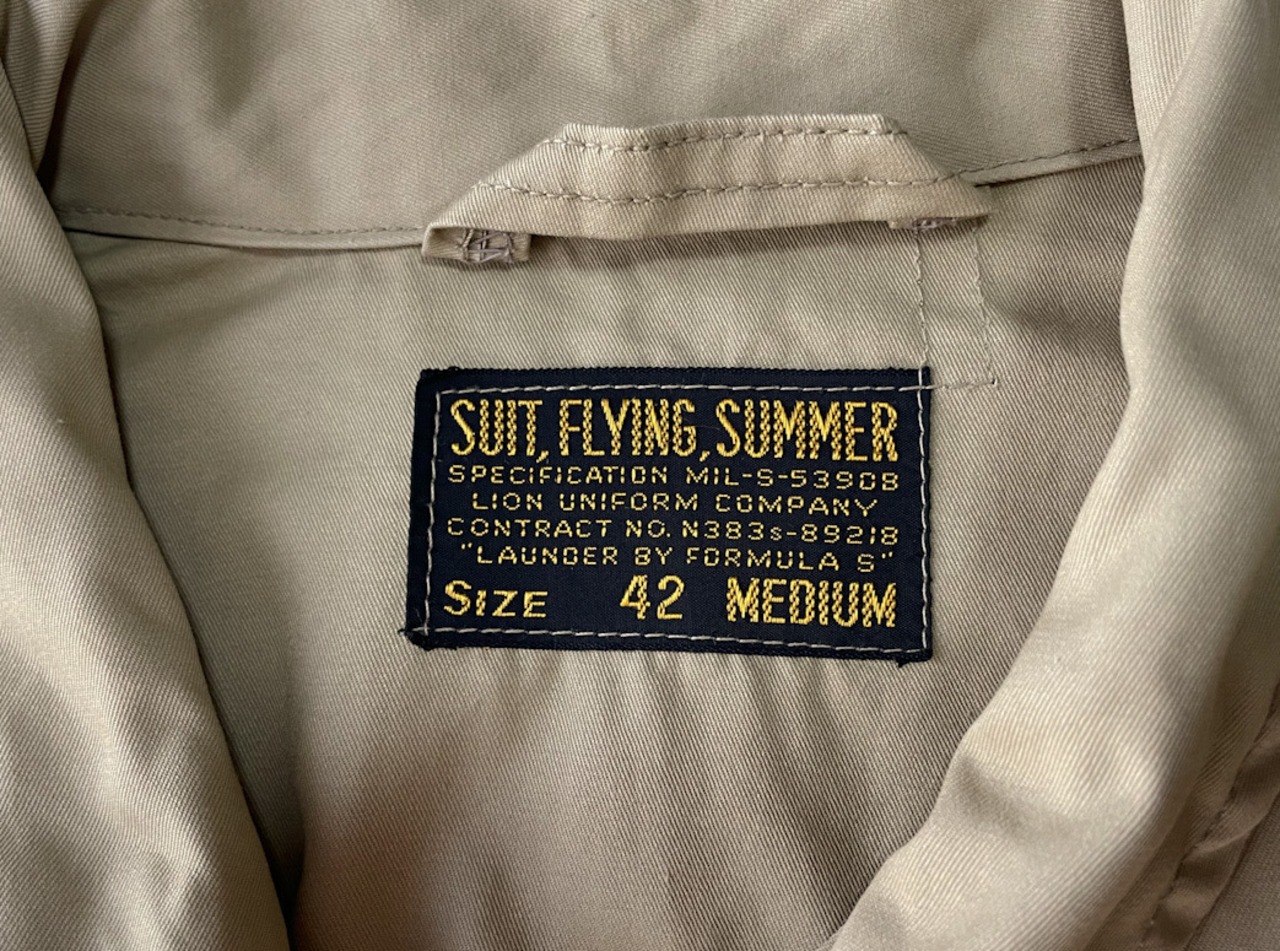 SUIT, FLYING, SUMMER
SPECIFICATION MIL-S-5390B
LION UNIFORM COMPANY
CONTRACT NO. N383s-89218
"LAUNDER BY FORMULA S"
SIZE 42 MEDIUM